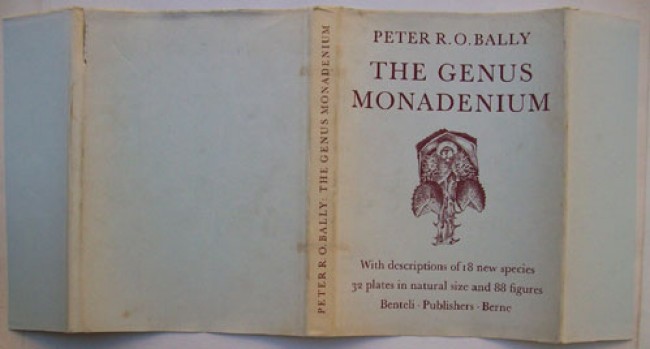 PETER R.O. BALLY: THE GENUS MONADENIUM
PETER R. O. BALLY
THE GENUS
MONADENIUM
With descriptions of 18 new species
32 plates in natural size and 88 figures
Benteli · Publishers · Berne